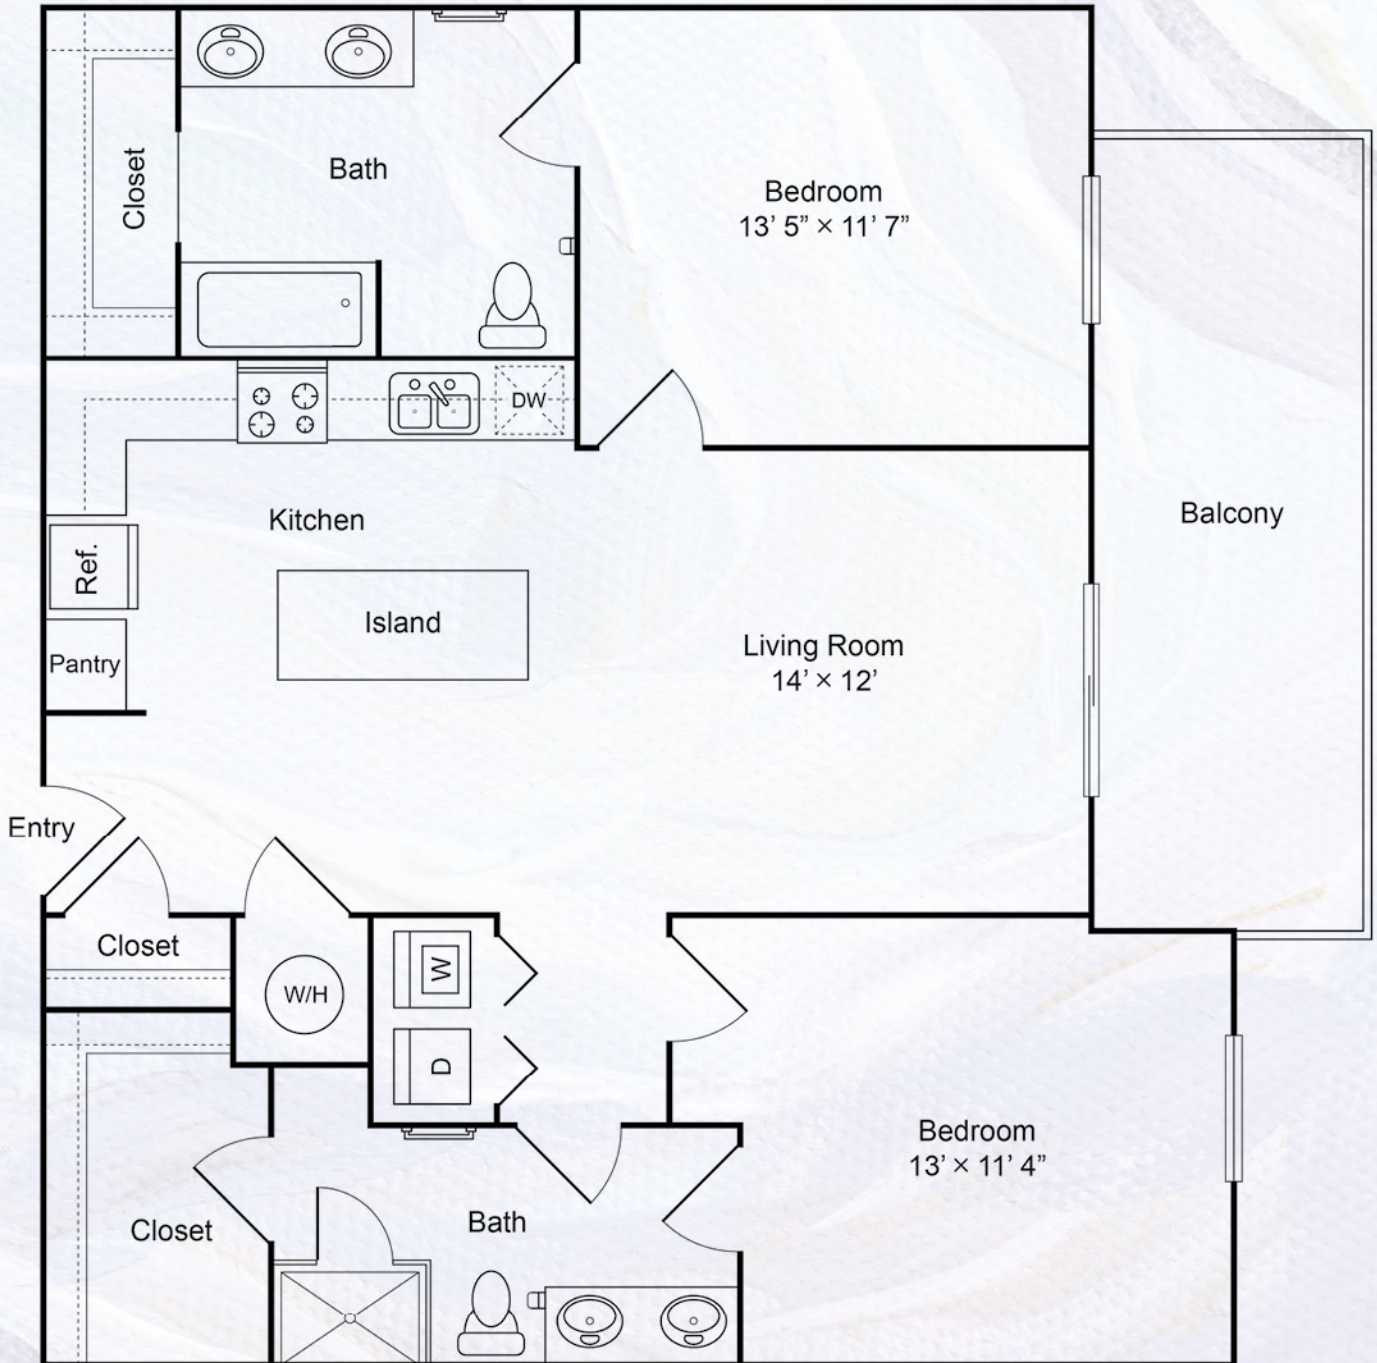 Closet
Bath
Bedroom
13’ 5” × 11’ 7”
DW
Kitchen
Balcony
Ref.
Island
Living Room
14’ × 12’
Pantry
Entry
Closet
W/H
W
D
Bedroom
13’ × 11’ 4”
Closet
Bath